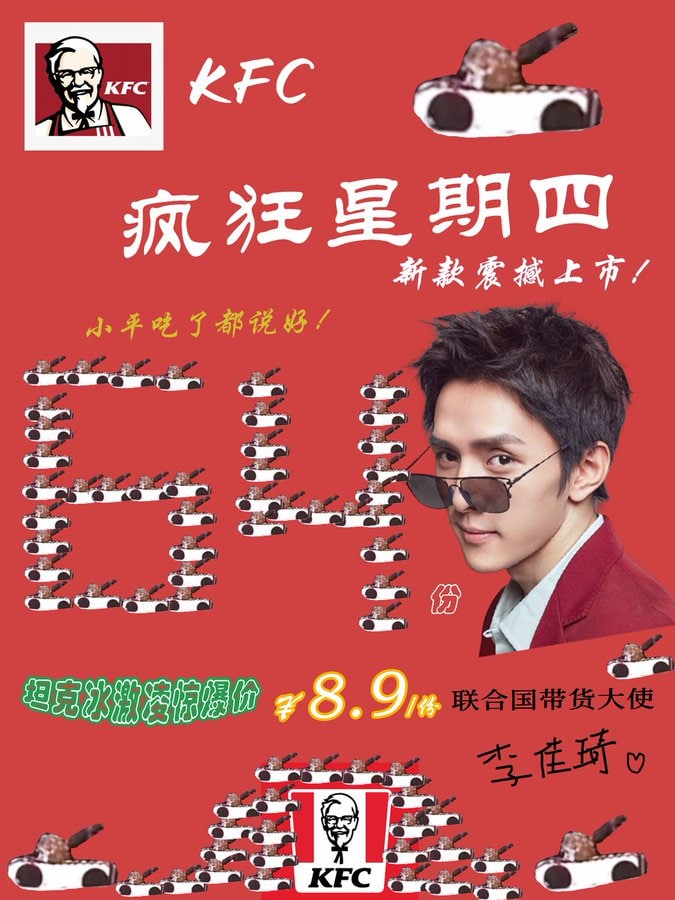 KFC
KFC
疯狂星期四
新款震撼上市!
小平吃了都说好!
64
份
坦克冰激凌惊爆价
¥8.9/份
联合国带货大使
李佳琦♡
KFC